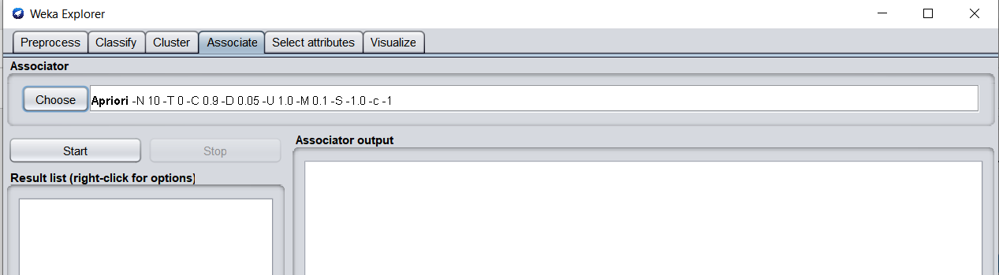 Weka Explorer
Preprocess Classify Cluster Associate Select attributes Visualize
Associator
Choose Apriori -N 10 -T 0 -C 0.9 -D 0.05 -U 1.0 -M 0.1 -S -1.0 -c -1
Start Stop
Associator output
Result list (right-click for options)